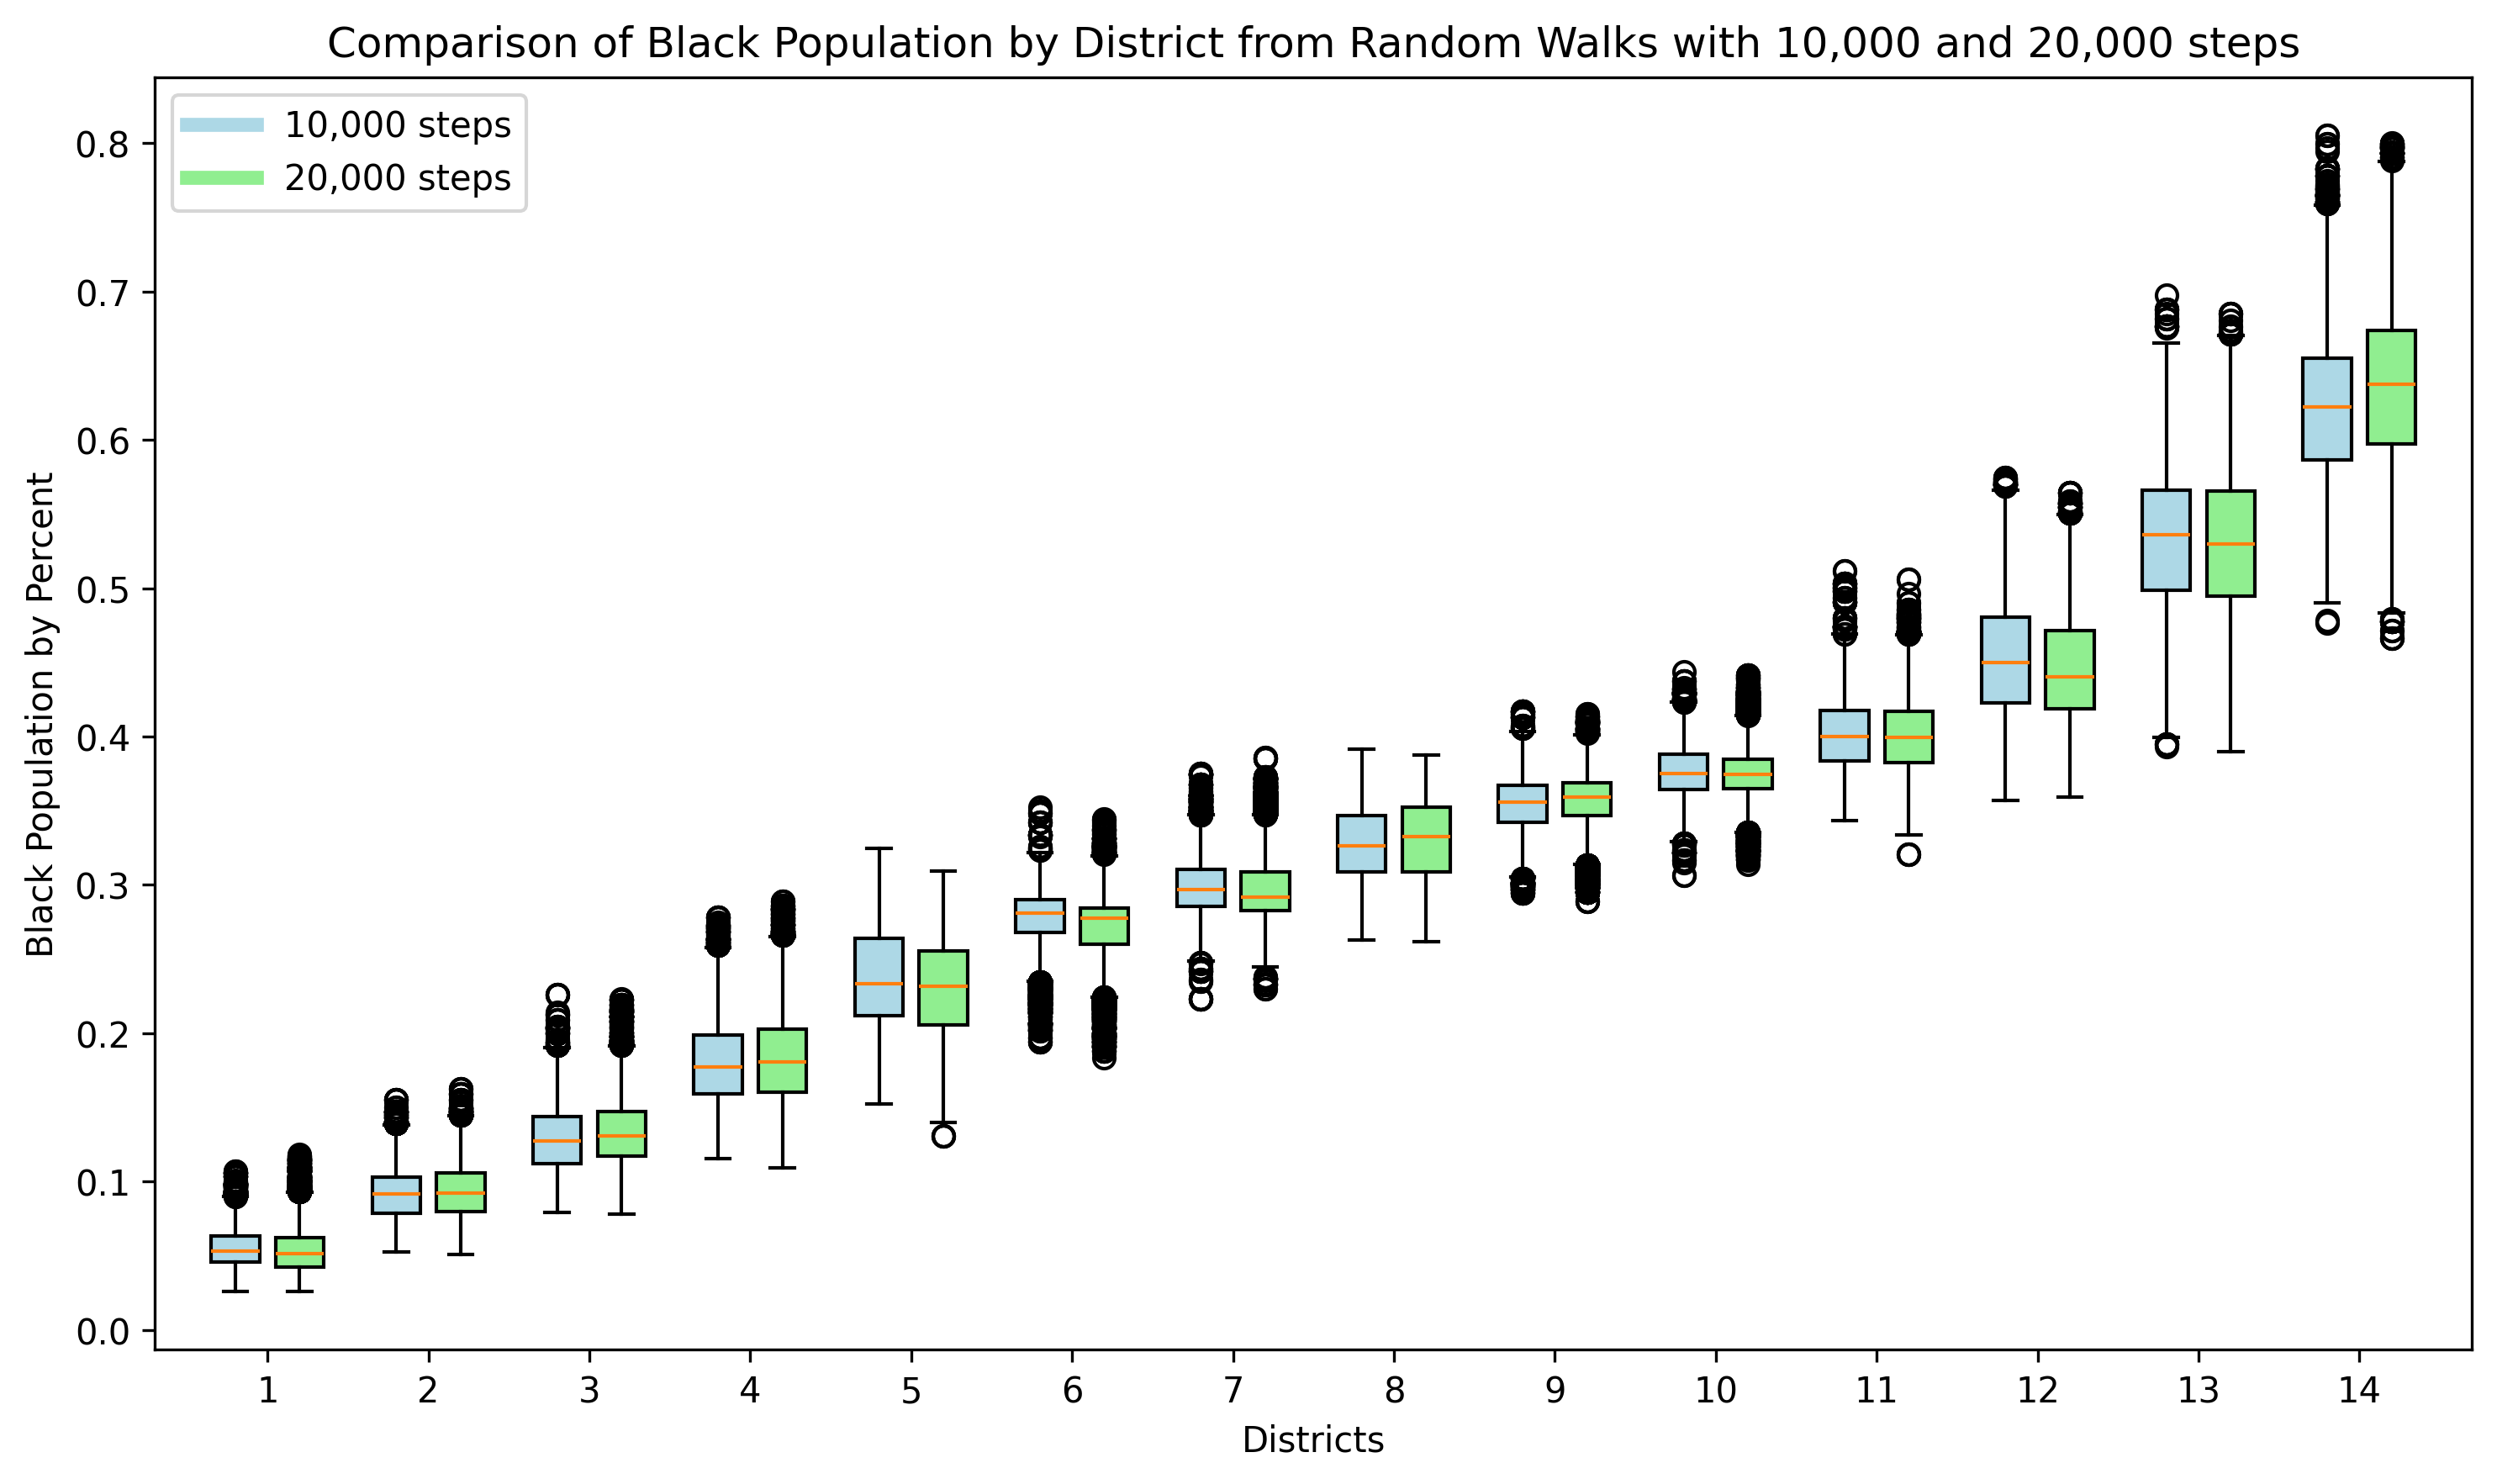 Comparison of Black Population by District from Random Walks with 10,000 and 20,000 steps
10,000 steps
20,000 steps
Black Population by Percent
0.8
0.7
0.6
0.5
0.4
0.3
0.2
0.1
0.0
1 2 3 4 5 6 7 8 9 10 11 12 13 14
Districts